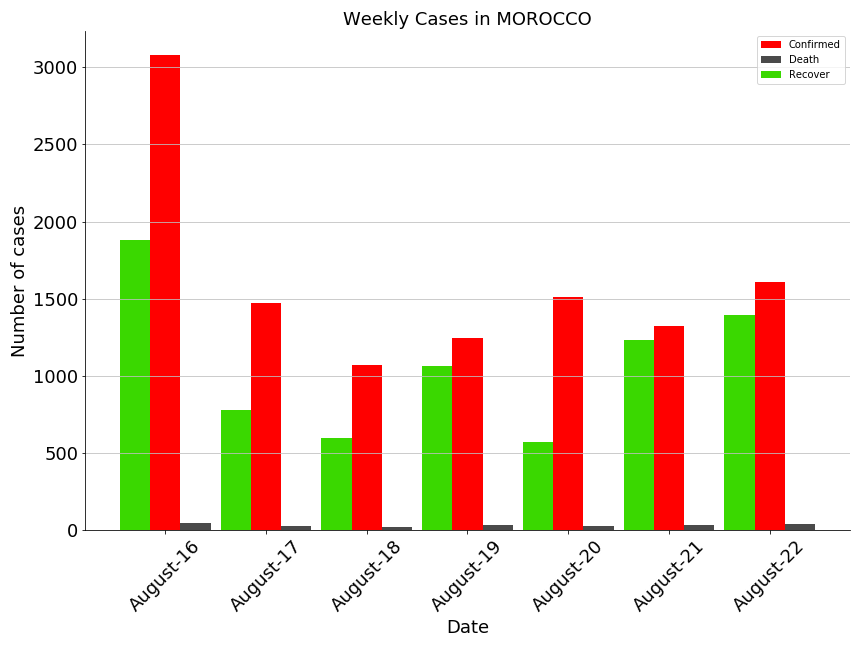 Weekly Cases in MOROCCO
Confirmed
Death
Recover
Number of cases
3000
2500
2000
1500
1000
500
0
August-16
August-17
August-18
August-19
August-20
August-21
August-22
Date